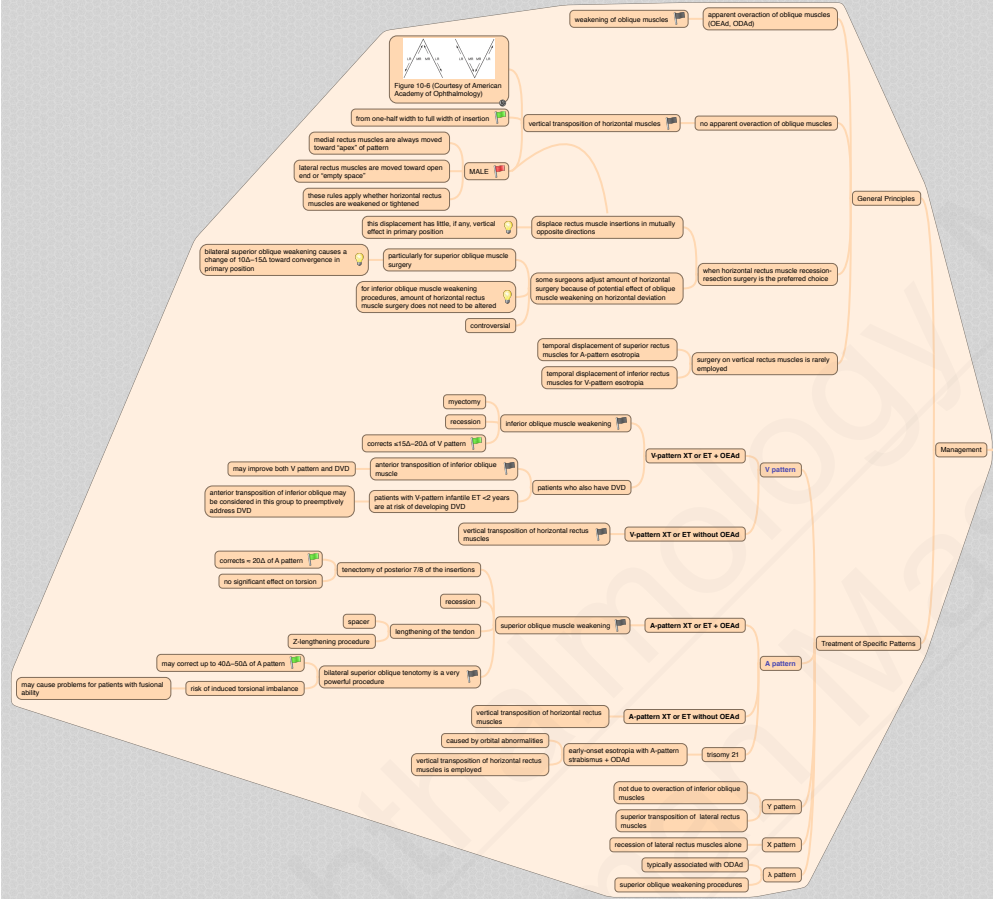 weakening of oblique muscles
apparent overaction of oblique muscles
(OEAd, ODAd)
LR MR MR LR
LR MR MR LR
Figure 10-6 (Courtesy of American
Academy of Ophthalmology)
from one-half width to full width of insertion
vertical transposition of horizontal muscles
no apparent overaction of oblique muscles
medial rectus muscles are always moved
toward "apex" of pattern
lateral rectus muscles are moved toward open
end or "empty space"
MALE
these rules apply whether horizontal rectus
muscles are weakened or tightened
General Principles
this displacement has little, if any, vertical
effect in primary position
displace rectus muscle insertions in mutually
opposite directions
bilateral superior oblique weakening causes a
change of 10Δ–15Δ toward convergence in
primary position
particularly for superior oblique muscle
surgery
for inferior oblique muscle weakening
procedures, amount of horizontal rectus
muscle surgery does not need to be altered
controversial
some surgeons adjust amount of horizontal
surgery because of potential effect of oblique
muscle weakening on horizontal deviation
when horizontal rectus muscle recession-
resection surgery is the preferred choice
temporal displacement of superior rectus
muscles for A-pattern esotropia
temporal displacement of inferior rectus
muscles for V-pattern esotropia
surgery on vertical rectus muscles is rarely
employed
Management
myectomy
recession
corrects ≤15Δ–20Δ of V pattern
inferior oblique muscle weakening
may improve both V pattern and DVD
anterior transposition of inferior oblique
muscle
anterior transposition of inferior oblique may
be considered in this group to preemptively
address DVD
patients with V-pattern infantile ET <2 years
are at risk of developing DVD
patients who also have DVD
V-pattern XT or ET + OEAd
V pattern
vertical transposition of horizontal rectus
muscles
V-pattern XT or ET without OEAd
corrects ≈ 20Δ of A pattern
no significant effect on torsion
tenectomy of posterior 7/8 of the insertions
recession
spacer
Z-lengthening procedure
lengthening of the tendon
superior oblique muscle weakening
A-pattern XT or ET + OEAd
may correct up to 40Δ–50Δ of A pattern
may cause problems for patients with fusional
ability
risk of induced torsional imbalance
bilateral superior oblique tenotomy is a very
powerful procedure
A pattern
Treatment of Specific Patterns
vertical transposition of horizontal rectus
muscles
A-pattern XT or ET without OEAd
caused by orbital abnormalities
vertical transposition of horizontal rectus
muscles is employed
early-onset esotropia with A-pattern
strabismus + ODAd
trisomy 21
not due to overaction of inferior oblique
muscles
superior transposition of lateral rectus
muscles
Y pattern
recession of lateral rectus muscles alone
X pattern
typically associated with ODAd
superior oblique weakening procedures
λ pattern